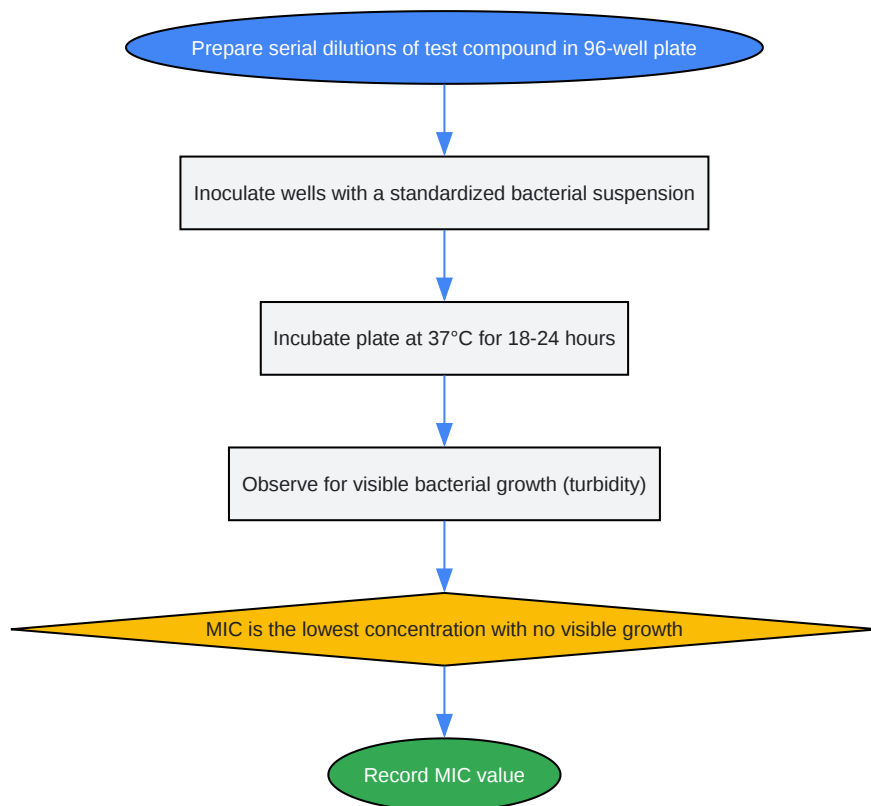 Prepare serial dilutions of test compound in 96-well plate
Inoculate wells with a standardized bacterial suspension
Incubate plate at 37°C for 18-24 hours
Observe for visible bacterial growth (turbidity)
MIC is the lowest concentration with no visible growth
Record MIC value